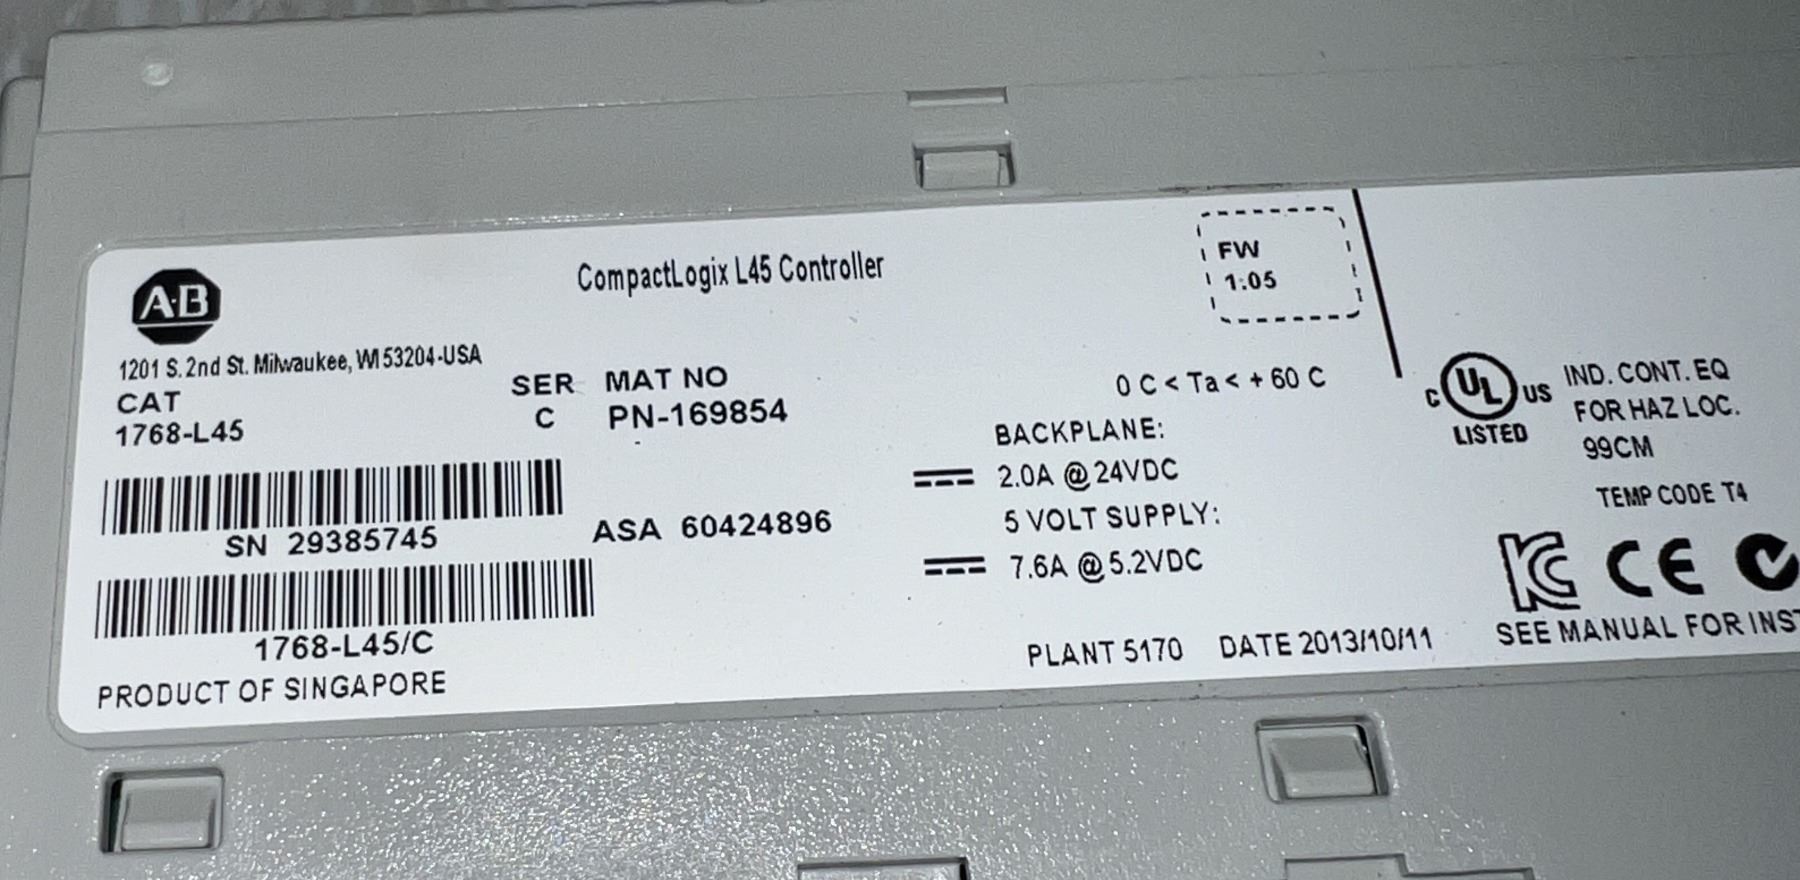 A·B
CompactLogix L45 Controller
FW
1:05
1201 S. 2nd St. Milwaukee, WI 53204-USA
CAT
1768-L45
SER
C
MAT NO
PN-169854
0 C < Ta < + 60 C
BACKPLANE:
2.0A @ 24VDC
5 VOLT SUPPLY:
7.6A @ 5.2VDC
C UL US
LISTED
IND. CONT. EQ
FOR HAZ LOC.
99CM
TEMP CODE T4
SN 29385745
ASA 60424896
1768-L45/C
PRODUCT OF SINGAPORE
PLANT 5170 DATE 2013/10/11
KC CE
SEE MANUAL FOR